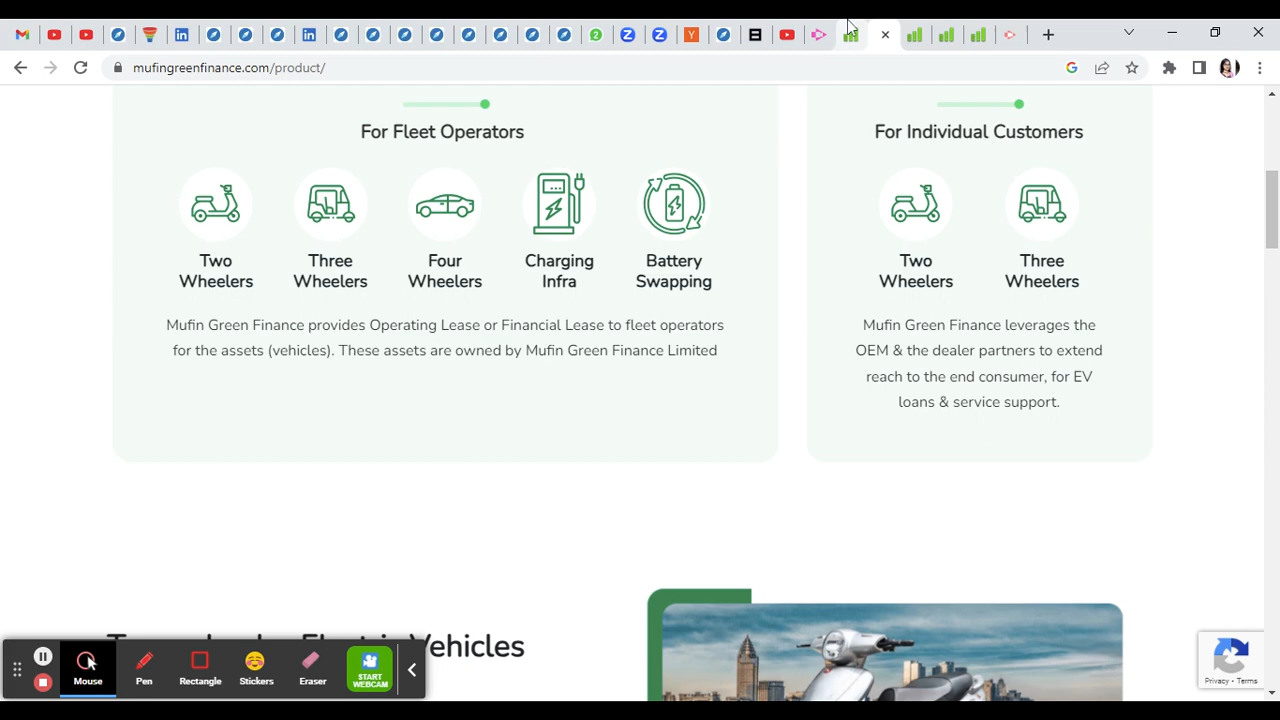 mufingreenfinance.com/product/
For Fleet Operators
Two
Wheelers
Three
Wheelers
Four
Wheelers
Charging
Infra
Battery
Swapping
Mufin Green Finance provides Operating Lease or Financial Lease to fleet operators
for the assets (vehicles). These assets are owned by Mufin Green Finance Limited
For Individual Customers
Two
Wheelers
Three
Wheelers
Mufin Green Finance leverages the
OEM & the dealer partners to extend
reach to the end consumer, for EV
loans & service support.
Vehicles
Mouse
Pen
Rectangle
Stickers
Eraser
START
WEBCAM
Privacy - Terms